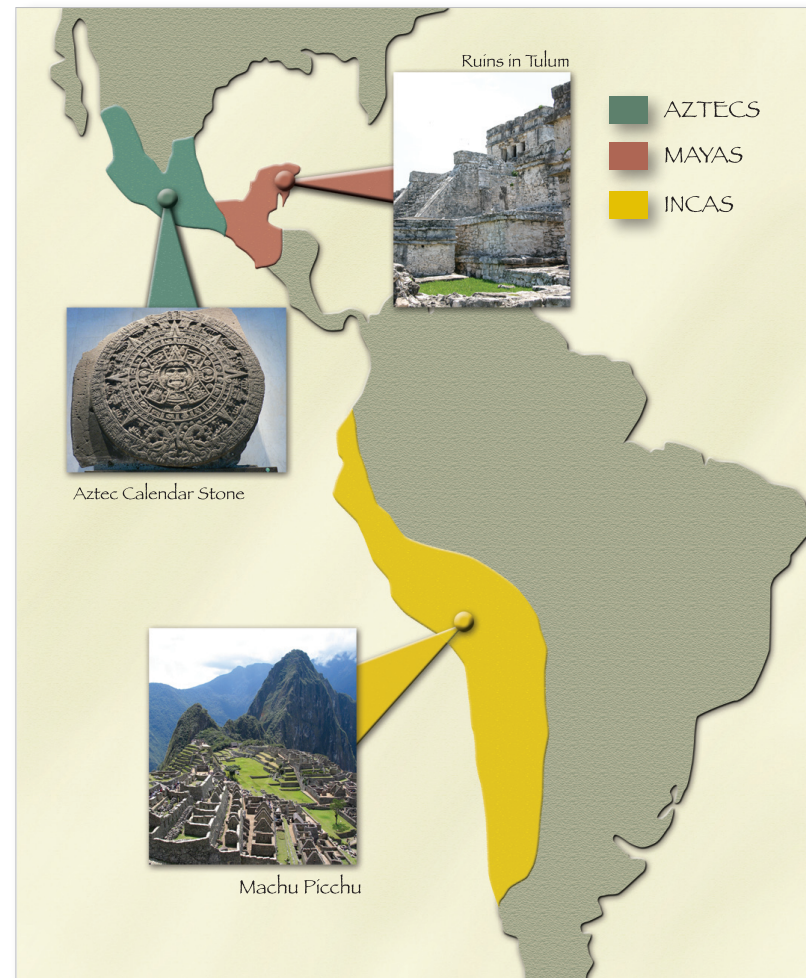 Ruins in Tulum
AZTECS
MAYAS
INCAS
Aztec Calendar Stone
Machu Picchu